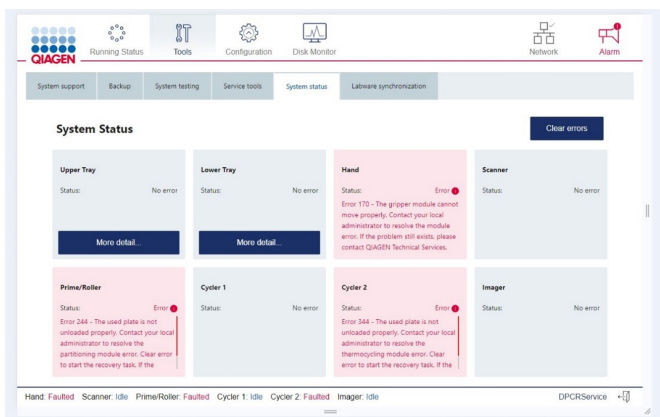 QIAGEN
Running Status
Tools
Configuration
Disk Monitor
Network
Alarm
System support
Backup
System testing
Service tools
System status
Labware synchronization
System Status
Clear errors
Upper Tray
Status: No error
More detail...
Lower Tray
Status: No error
More detail...
Hand
Status: Error
Error 170 - The gripper module cannot
move properly. Contact your local
administrator to resolve the module
error. If the problem still exists, please
contact QIAGEN Technical Services.
Scanner
Status: No error
Prime/Roller
Status: Error
Error 244 - The used plate is not
unloaded properly. Contact your local
administrator to resolve the
partitioning module error. Clear error
to start the recovery task. If the
Cycler 1
Status: No error
Cycler 2
Status: Error
Error 344 - The used plate is not
unloaded properly. Contact your local
administrator to resolve the
thermocycling module error. Clear
error to start the recovery task. If the
Imager
Status: No error
Hand: Faulted Scanner: Idle Prime/Roller: Faulted Cycler 1: Idle Cycler 2: Faulted Imager: Idle DPCRService